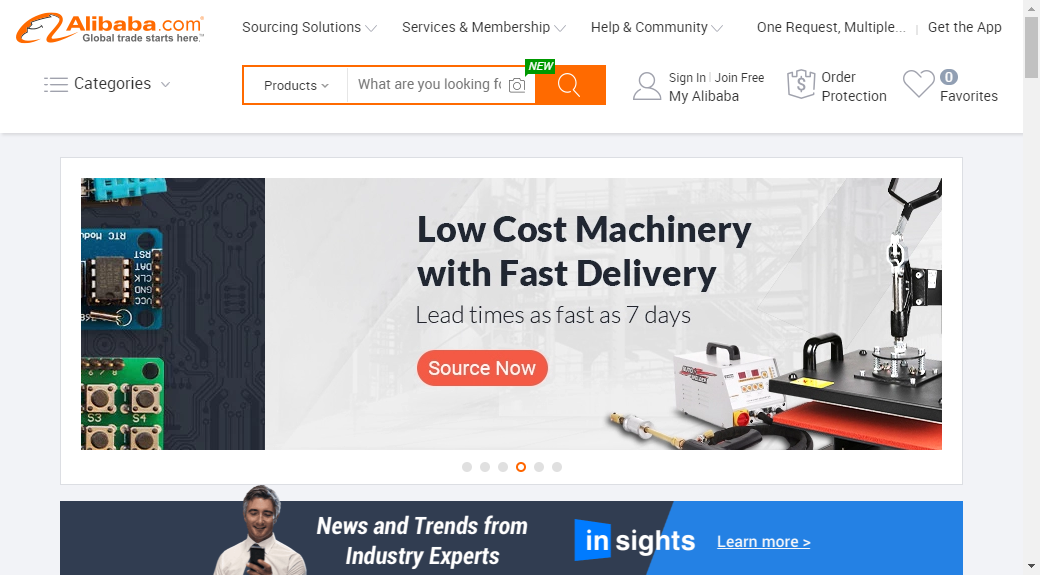 Alibaba.com
Global trade starts here.™
Sourcing Solutions
Services & Membership
Help & Community
One Request, Multiple...
Get the App
Categories
Products
What are you looking fo
NEW
Sign In
Join Free
My Alibaba
Order
Protection
0
Favorites
RTC Modu
RST
DAT
CLK
GND
VCC
S3
S4
Low Cost Machinery
with Fast Delivery
Lead times as fast as 7 days
Source Now
News and Trends from
Industry Experts
in sights
Learn more >